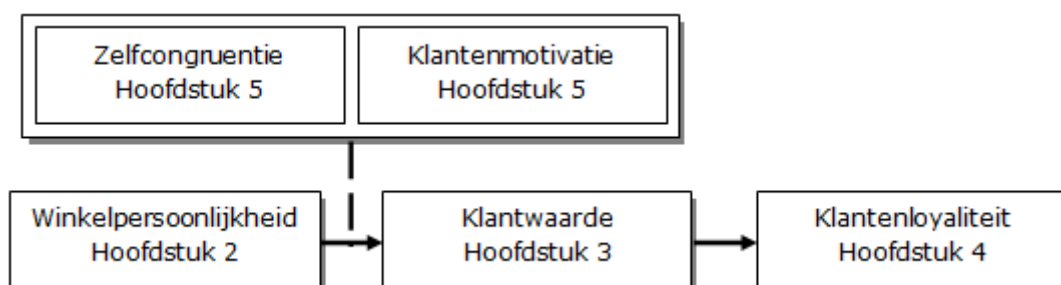 Zelfcongruentie
Hoofdstuk 5
Klantenmotivatie
Hoofdstuk 5
Winkelpersoonlijkheid
Hoofdstuk 2
Klantwaarde
Hoofdstuk 3
Klantenloyaliteit
Hoofdstuk 4